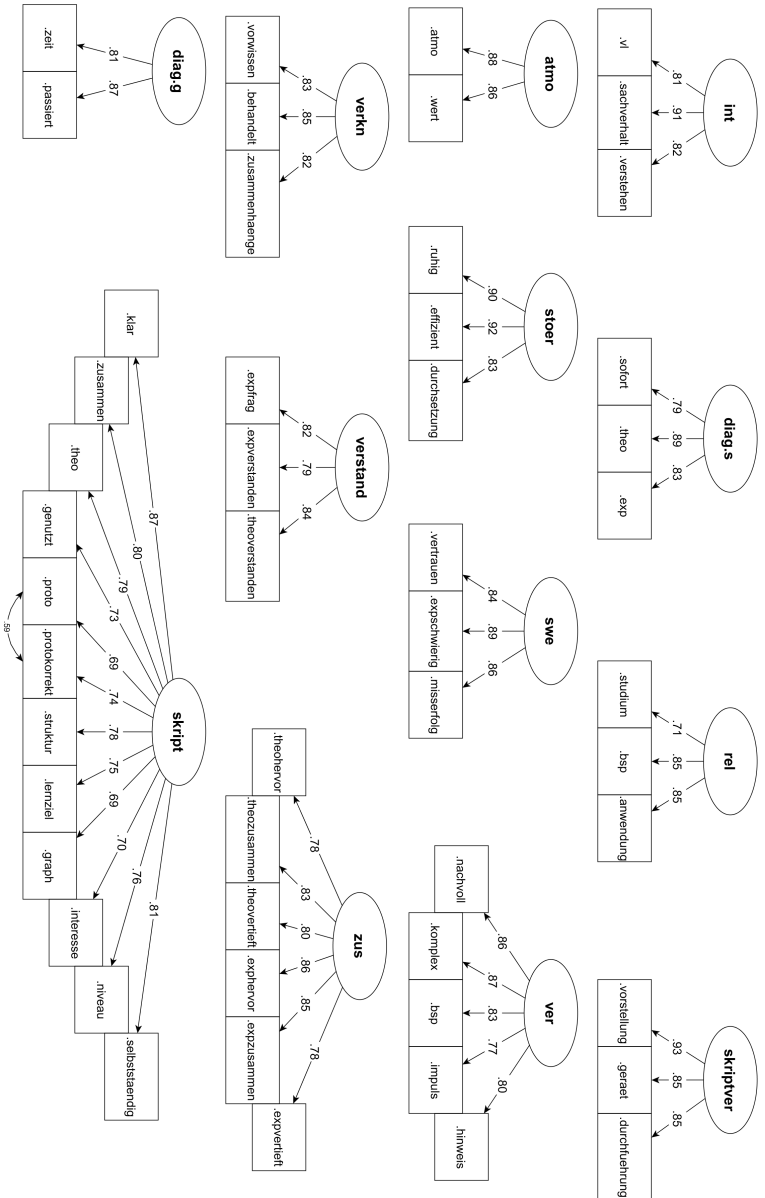 int
.81
.91
.82
.vl
.sachverhalt
.verstehen
diag.s
.79
.89
.83
.sofort
.theo
.exp
rel
.71
.85
.85
.studium
.bsp
.anwendung
skriptver
.93
.85
.85
.vorstellung
.geraet
.durchfuehrung
atmo
.88
.86
.atmo
.wert
stoer
.90
.92
.83
.ruhig
.effizient
.durchsetzung
swe
.84
.89
.86
.vertrauen
.expschwierig
.misserfolg
ver
.86
.87
.83
.77
.80
.nachvoll
.komplex
.bsp
.impuls
.hinweis
verkn
.83
.85
.82
.vorwissen
.behandelt
.zusammenhaenge
verstand
.82
.79
.84
.expfrag
.expverstanden
.theoverstanden
zus
.78
.83
.80
.86
.85
.78
.theohervor
.theozusammen
.theovertieft
.exphervor
.expzusammen
.expvertieft
diag.g
.81
.87
.zeit
.passiert
skript
.87
.80
.79
.73
.69
.74
.78
.75
.69
.70
.76
.81
.klar
.zusammen
.theo
.genutzt
.proto
.protokorrekt
.struktur
.lernziel
.graph
.interesse
.niveau
.selbststaendig
.59